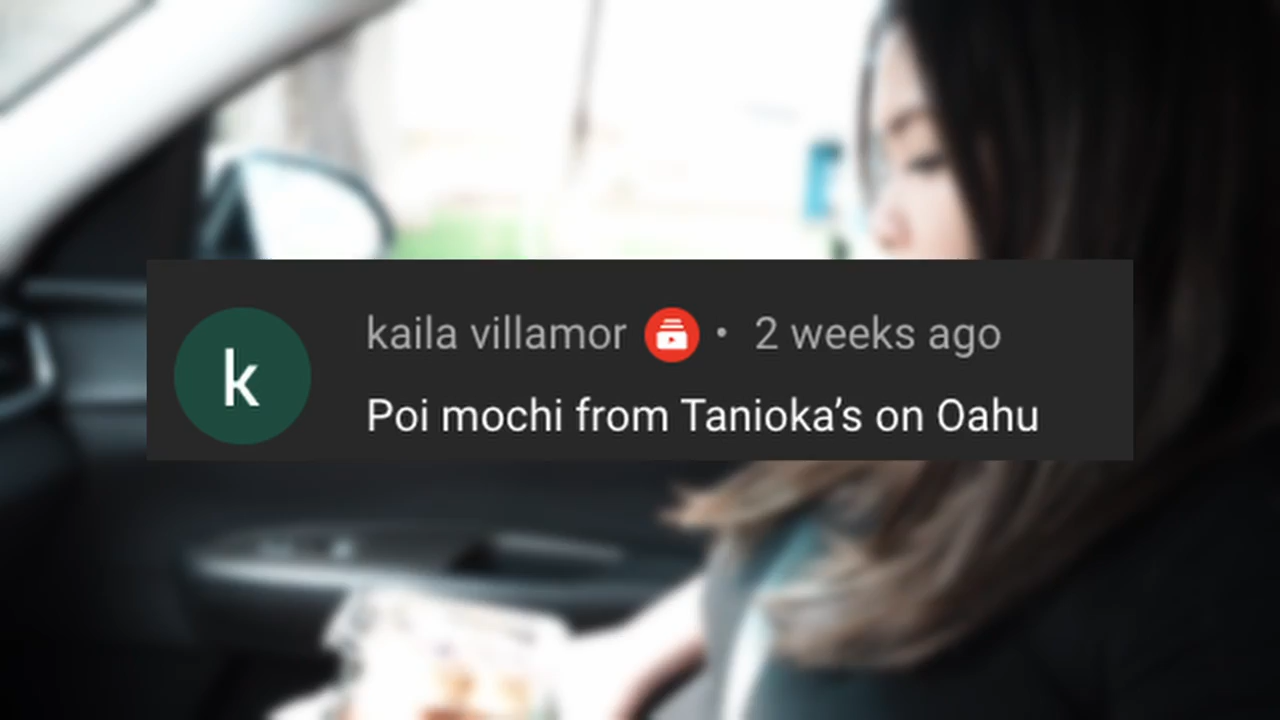 k
kaila villamor • 2 weeks ago
Poi mochi from Tanioka’s on Oahu